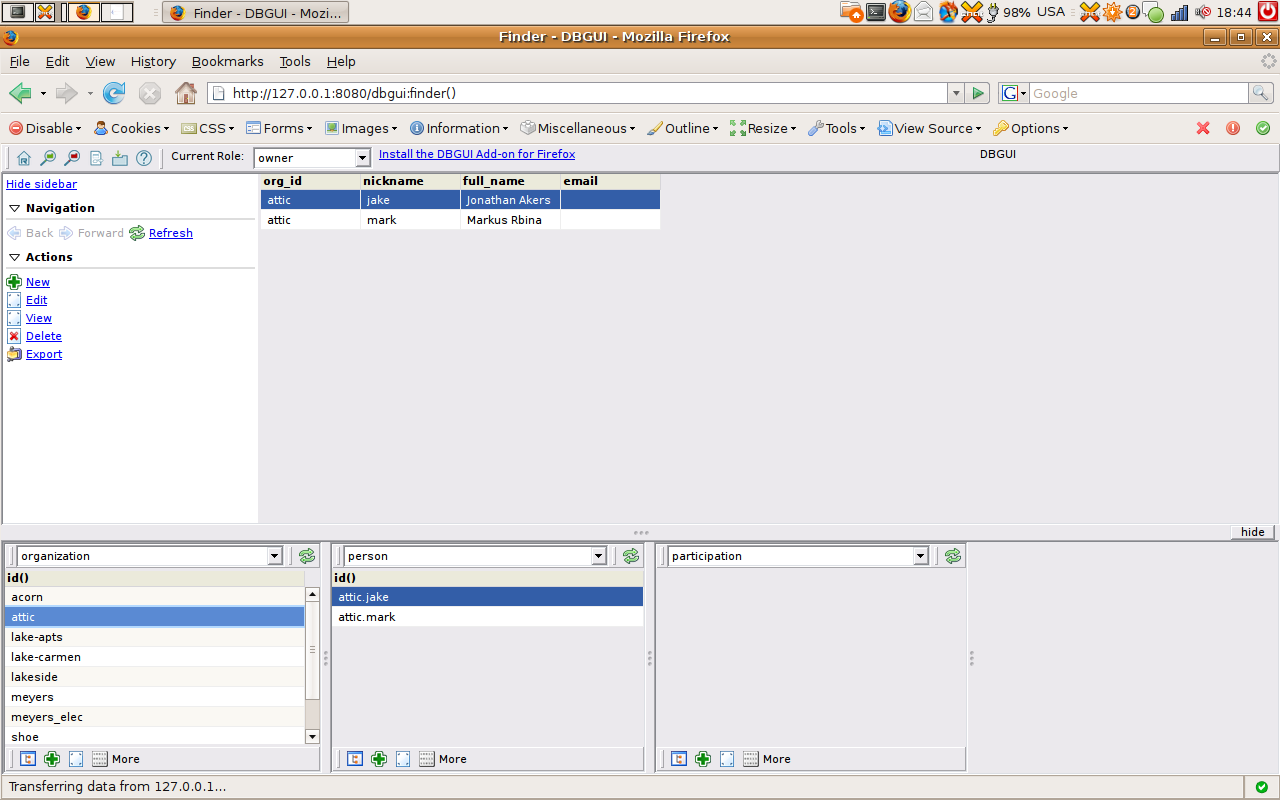 Finder - DBGUI - Mozi...
98% USA 18:44
Finder - DBGUI - Mozilla Firefox
File Edit View History Bookmarks Tools Help
http://127.0.0.1:8080/dbgui:finder() G Google
Disable Cookies CSS Forms Images Information Miscellaneous Outline Resize Tools View Source Options
Current Role: owner Install the DBGUI Add-on for Firefox DBGUI
Hide sidebar
Navigation
Back Forward Refresh
Actions
New
Edit
View
Delete
Export
org_id nickname full_name email
attic jake Jonathan Akers
attic mark Markus Rbina
hide
organization
id()
acorn
attic
lake-apts
lake-carmen
lakeside
meyers
meyers_elec
shoe
More
person
id()
attic.jake
attic.mark
More
participation
More
Transferring data from 127.0.0.1...